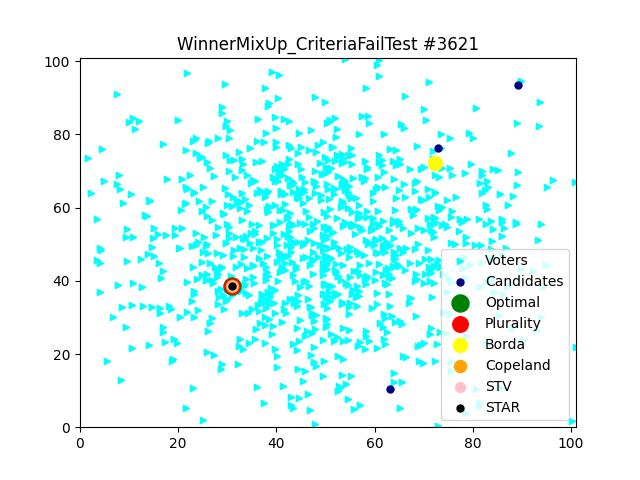 WinnerMixUp_CriteriaFailTest #3621
100
80
60
40
20
0
0
20
40
60
80
100
Voters
Candidates
Optimal
Plurality
Borda
Copeland
STV
STAR